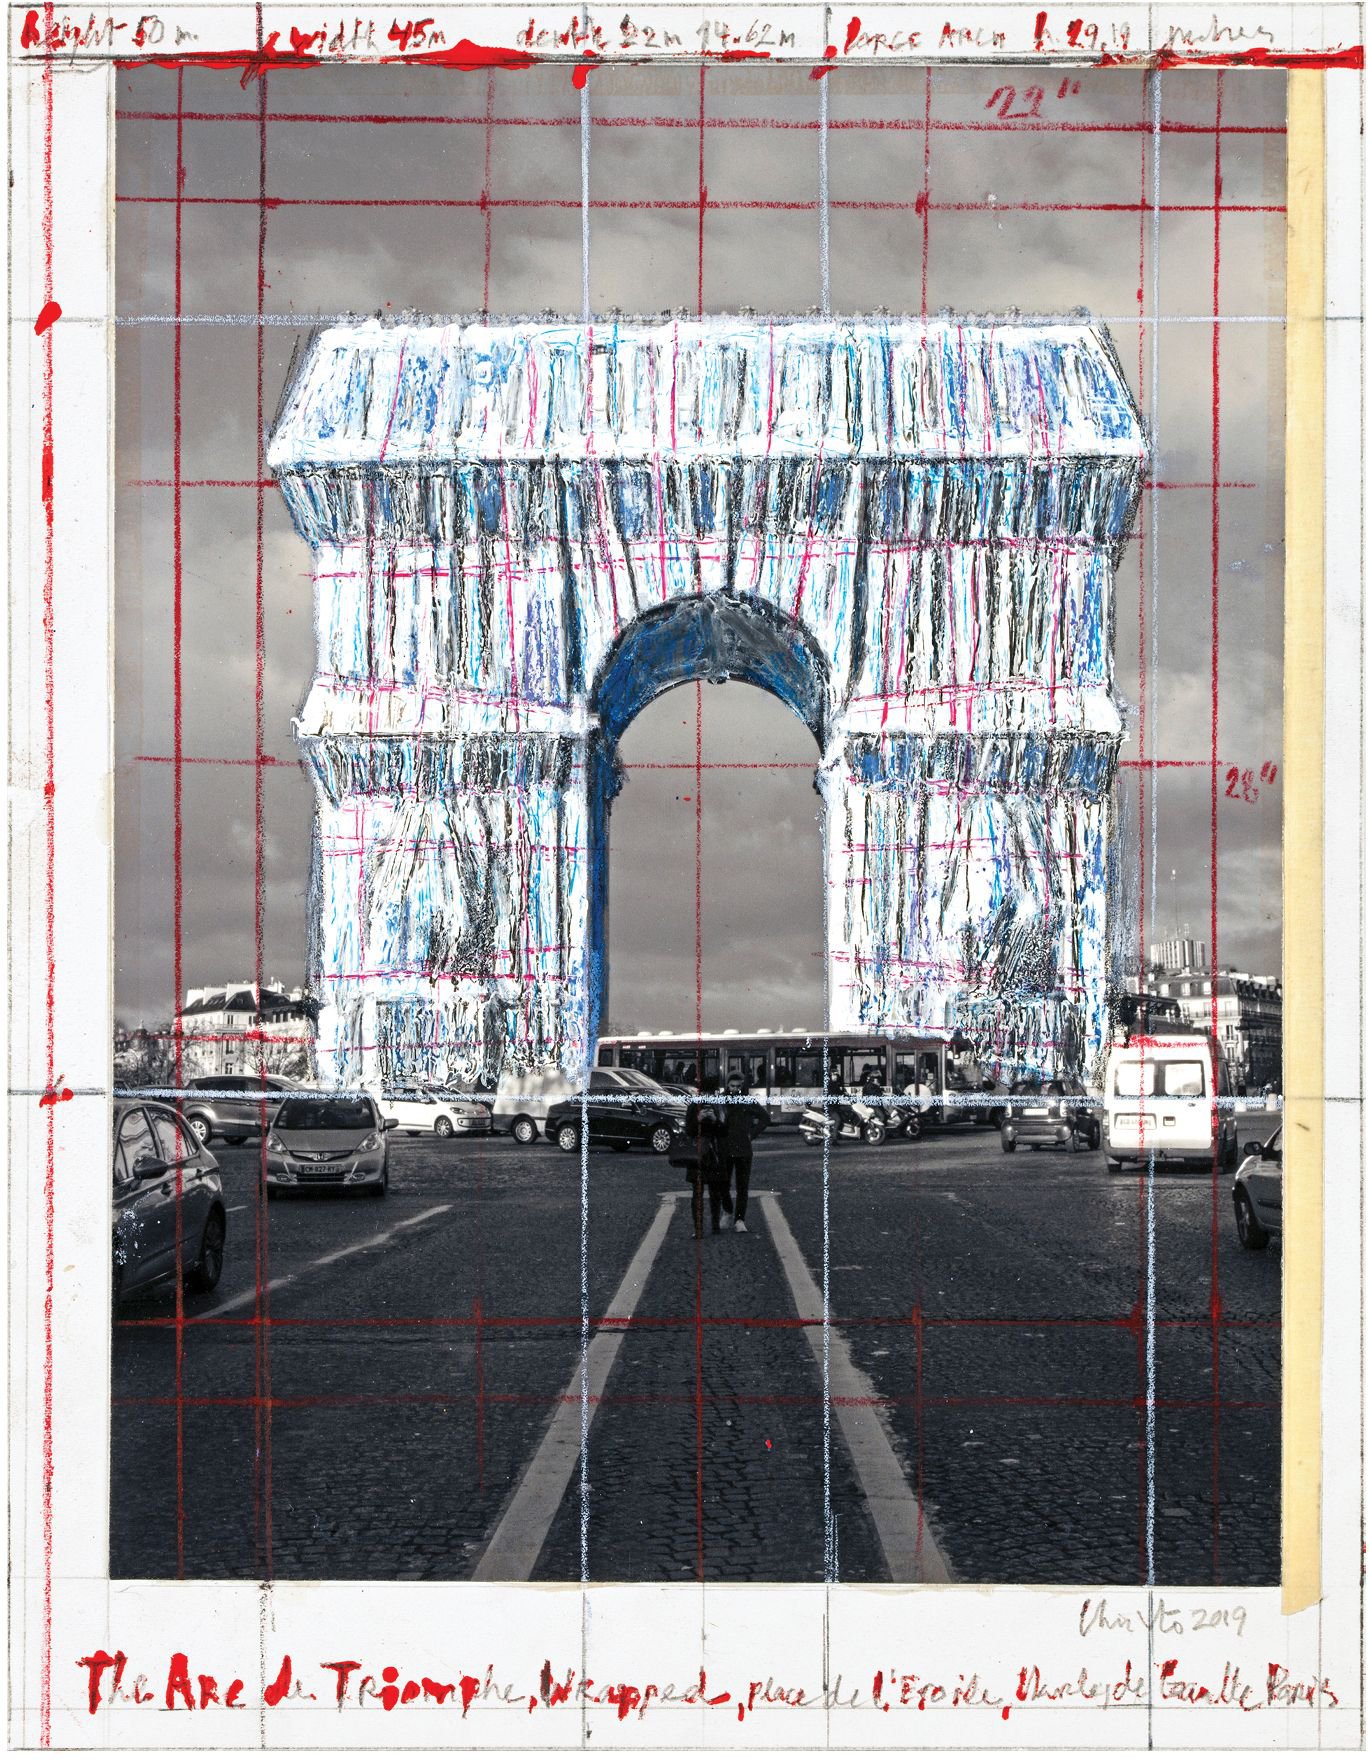 height 50 m width 45m depth 22m 14.62m Large Arch h. 29.19 metres
22"
28"
CM-827-RY
Christo 2019
The Arc de Triomphe, Wrapped, place de l'Etoile, Charles de Gaulle Paris